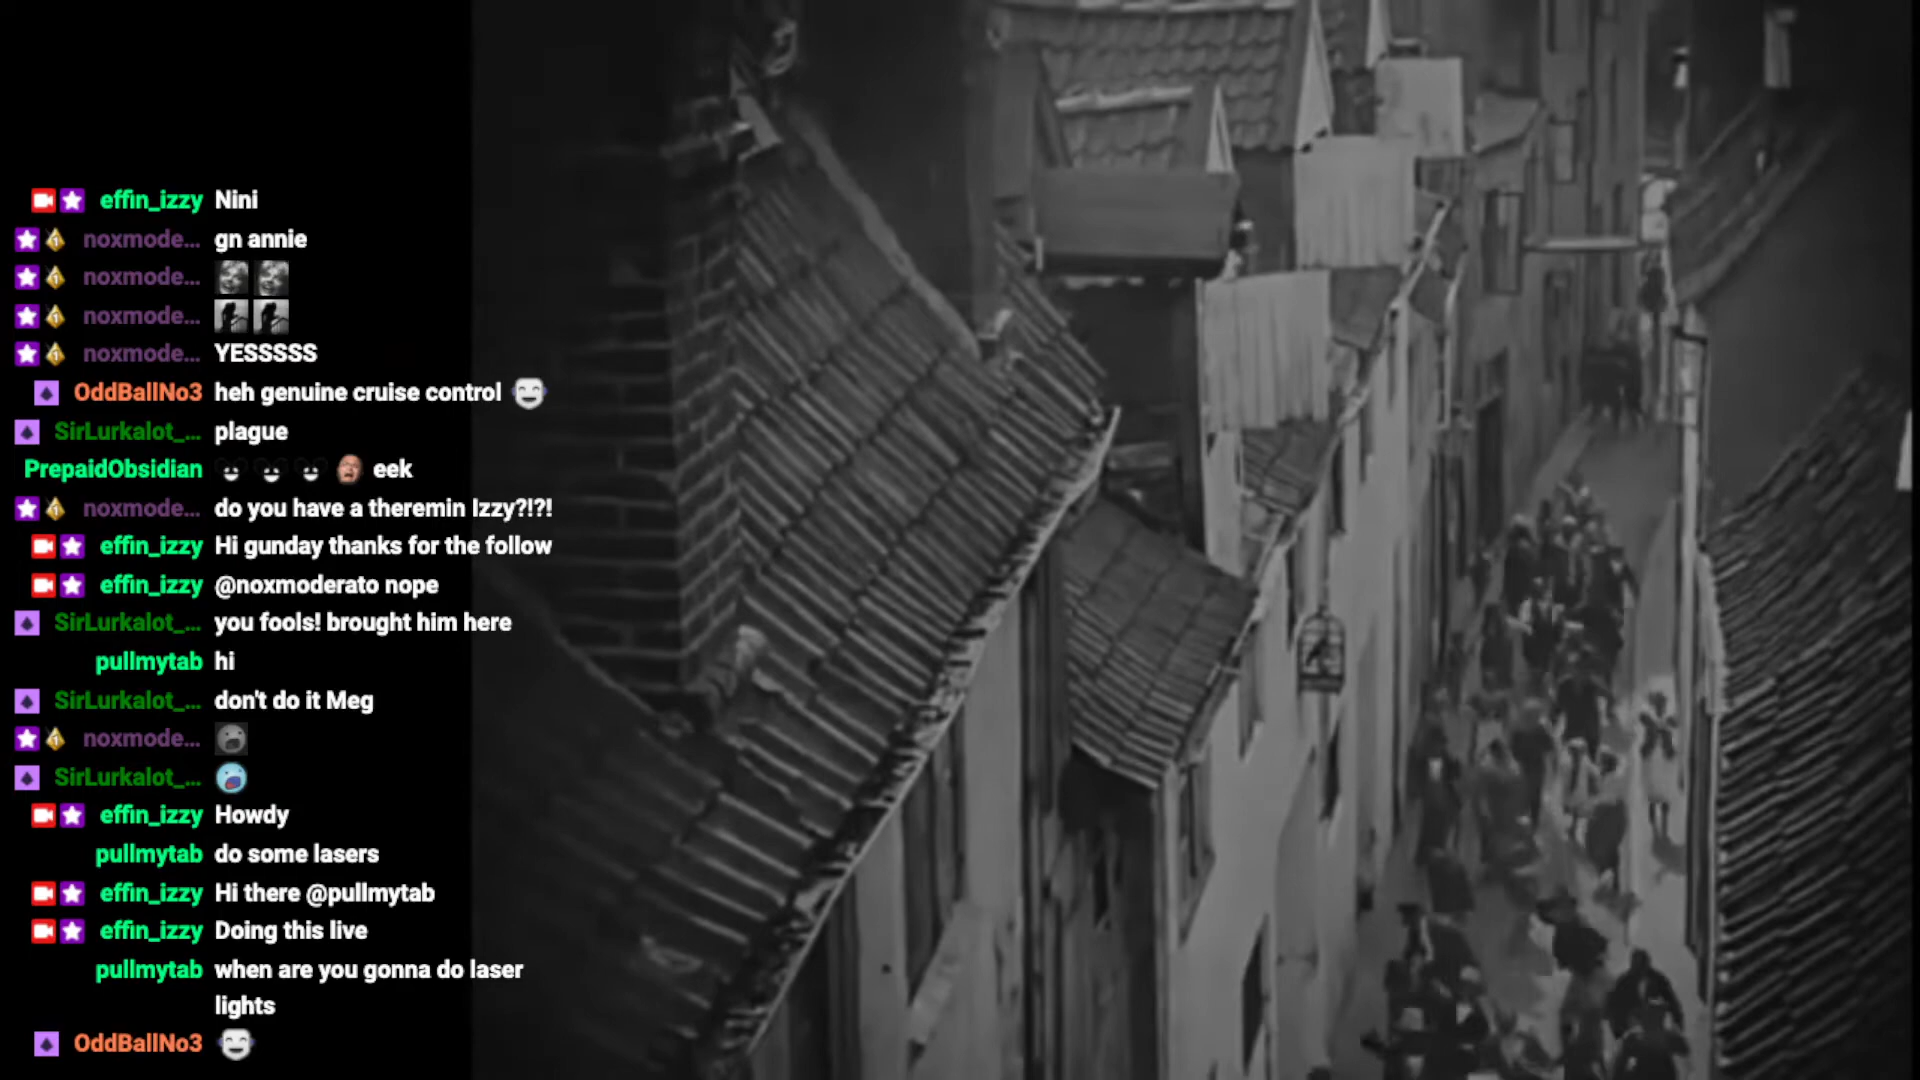 effin_izzy Nini
noxmode... gn annie
noxmode...
noxmode...
noxmode... YESSSSS
OddBallNo3 heh genuine cruise control
SirLurkalot_... plague
PrepaidObsidian eek
noxmode... do you have a theremin Izzy?!?!
effin_izzy Hi gunday thanks for the follow
effin_izzy @noxmoderato nope
SirLurkalot_... you fools! brought him here
pullmytab hi
SirLurkalot_... don't do it Meg
noxmode...
SirLurkalot_...
effin_izzy Howdy
pullmytab do some lasers
effin_izzy Hi there @pullmytab
effin_izzy Doing this live
pullmytab when are you gonna do laser
lights
OddBallNo3